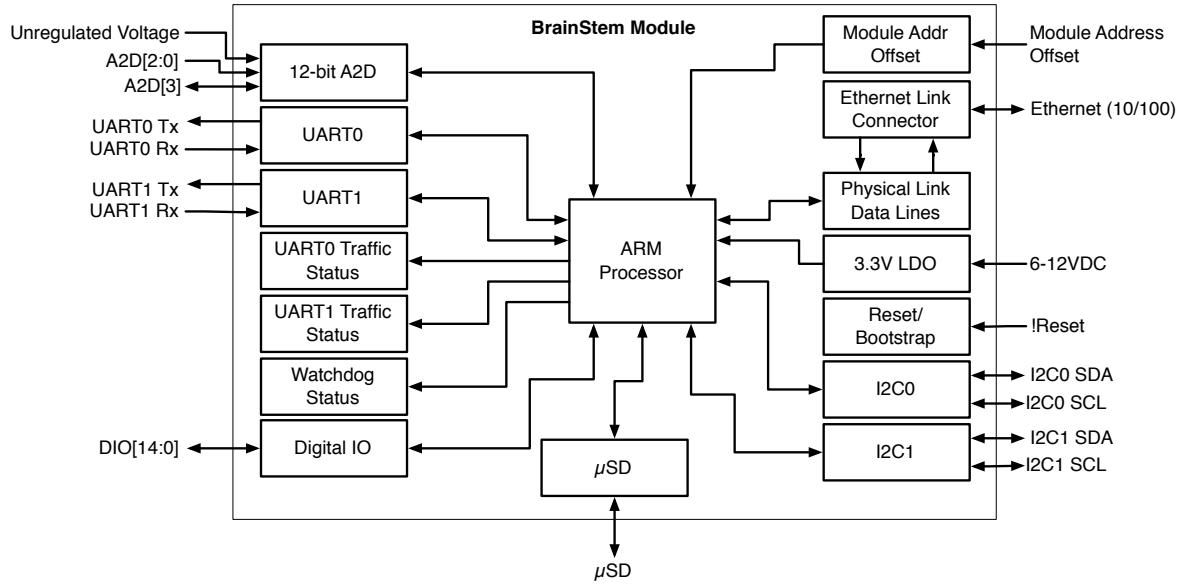 BrainStem Module
Unregulated Voltage
A2D[2:0]
A2D[3]
12-bit A2D
UART0 Tx
UART0 Rx
UART0
UART1 Tx
UART1 Rx
UART1
UART0 Traffic
Status
UART1 Traffic
Status
Watchdog
Status
DIO[14:0]
Digital IO
ARM
Processor
µSD
µSD
Module Addr
Offset
Module Address
Offset
Ethernet Link
Connector
Ethernet (10/100)
Physical Link
Data Lines
3.3V LDO
6-12VDC
Reset/
Bootstrap
!Reset
I2C0
I2C0 SDA
I2C0 SCL
I2C1
I2C1 SDA
I2C1 SCL